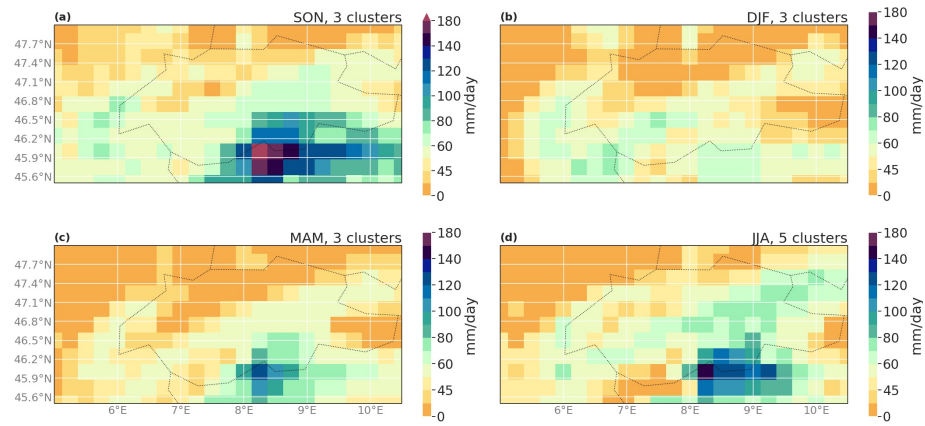 (a) SON, 3 clusters
47.7°N
47.4°N
47.1°N
46.8°N
46.5°N
46.2°N
45.9°N
45.6°N
180
140
120
100
80
60
45
0
mm/day
(b) DJF, 3 clusters
180
140
120
100
80
60
45
0
mm/day
(c) MAM, 3 clusters
47.7°N
47.4°N
47.1°N
46.8°N
46.5°N
46.2°N
45.9°N
45.6°N
6°E 7°E 8°E 9°E 10°E
180
140
120
100
80
60
45
0
mm/day
(d) JJA, 5 clusters
6°E 7°E 8°E 9°E 10°E
180
140
120
100
80
60
45
0
mm/day